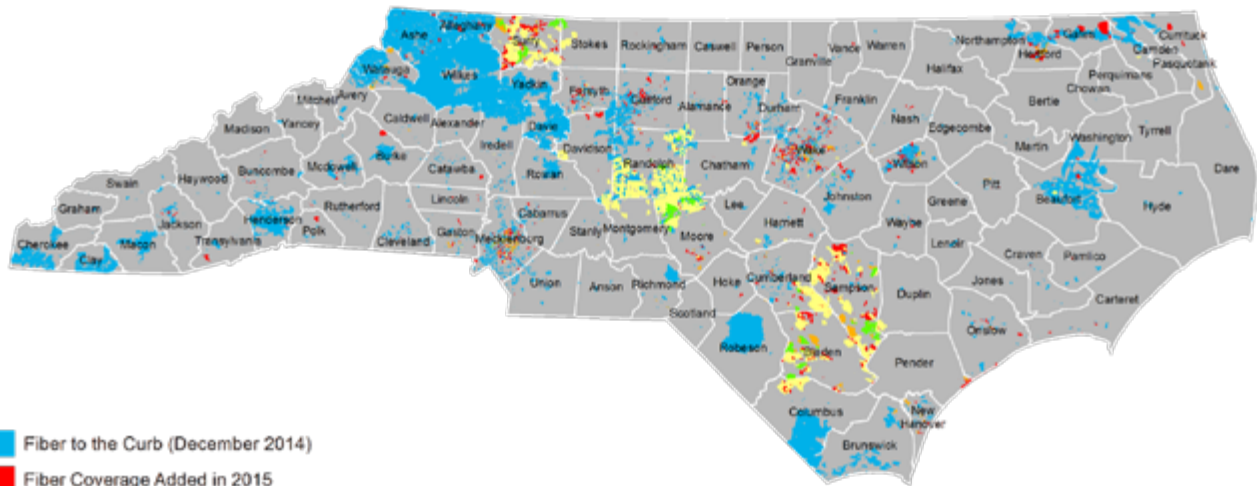 Ashe
Alleghany
Surry
Stokes
Rockingham
Caswell
Person
Granville
Vance
Warren
Northampton
Gates
Hertford
Currituck
Camden
Pasquotank
Watauga
Wilkes
Yadkin
Forsyth
Guilford
Alamance
Orange
Durham
Franklin
Halifax
Bertie
Perquimans
Chowan
Mitchell
Avery
Caldwell
Alexander
Davie
Iredell
Davidson
Randolph
Chatham
Wake
Nash
Edgecombe
Martin
Washington
Tyrrell
Dare
Madison
Yancey
Burke
Catawba
Rowan
Wilson
Johnston
Pitt
Beaufort
Hyde
Swain
Haywood
Buncombe
Mcdowell
Lincoln
Cabarrus
Stanly
Montgomery
Moore
Lee
Harnett
Waybe
Greene
Lenoir
Craven
Pamlico
Graham
Jackson
Henderson
Rutherford
Polk
Cleveland
Gaston
Mecklenburg
Cherokee
Clay
Macon
Transylvania
Union
Anson
Richmond
Hoke
Scotland
Cumberland
Sampson
Duplin
Jones
Carteret
Onslow
Robeson
Bladen
Pender
Columbus
Brunswick
New
Hanover
Fiber to the Curb (December 2014)
Fiber Coverage Added in 2015